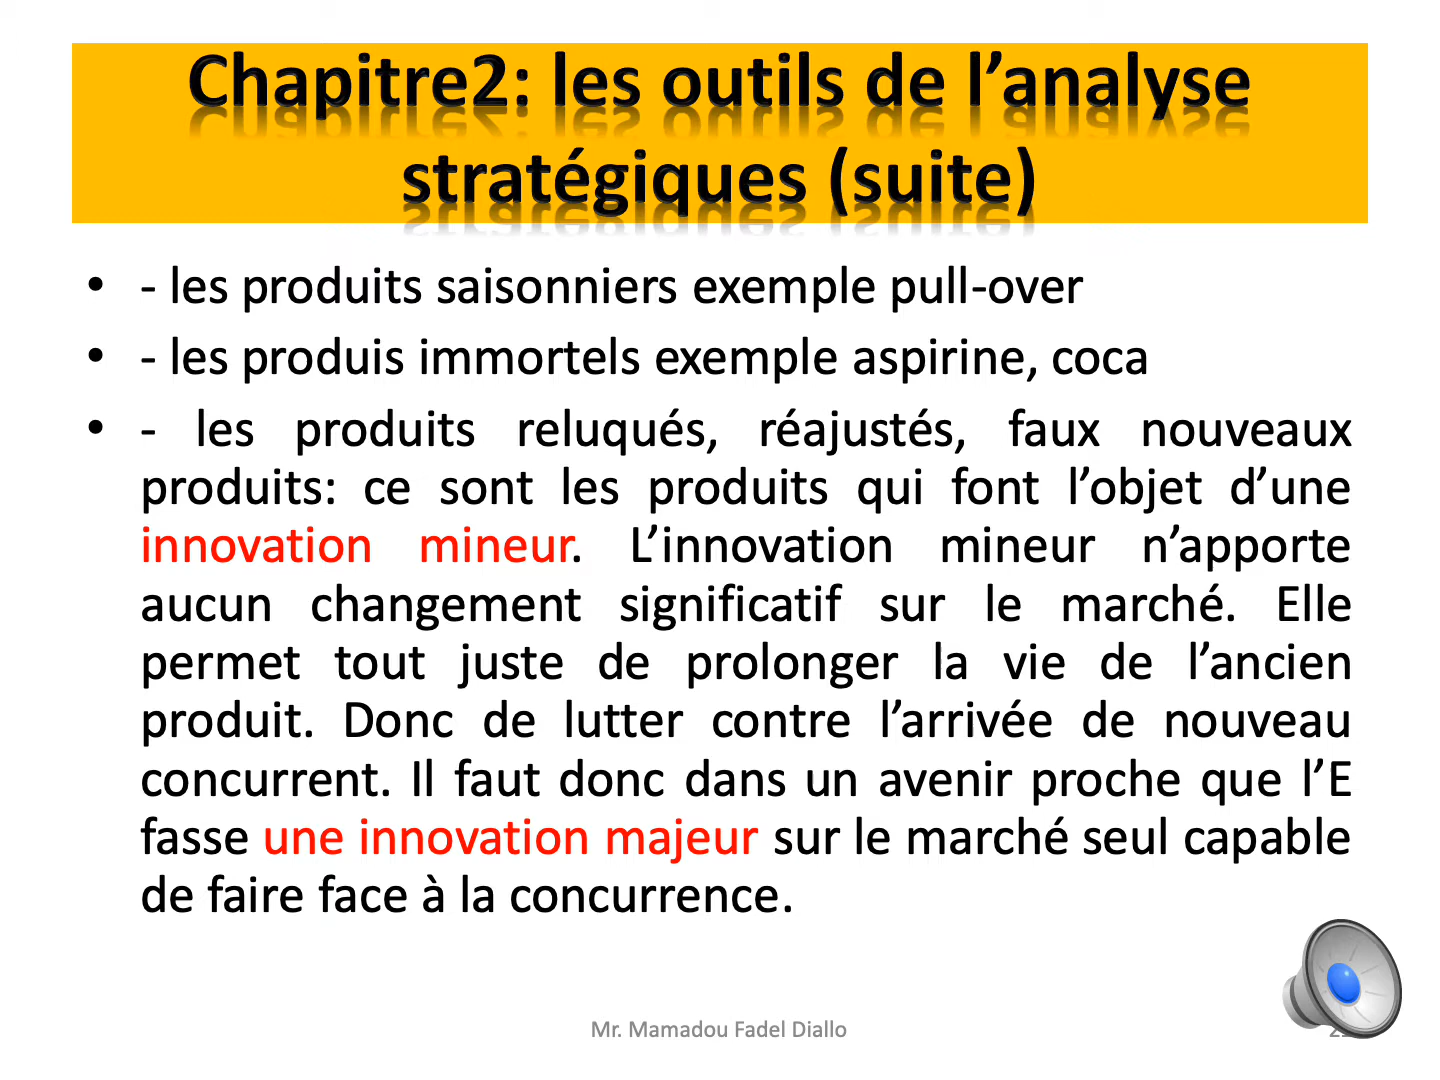 Chapitre2: les outils de l’analyse
stratégiques (suite)
• - les produits saisonniers exemple pull-over
• - les produis immortels exemple aspirine, coca
• - les produits reluqués, réajustés, faux nouveaux
produits: ce sont les produits qui font l’objet d’une
innovation mineur. L’innovation mineur n’apporte
aucun changement significatif sur le marché. Elle
permet tout juste de prolonger la vie de l’ancien
produit. Donc de lutter contre l’arrivée de nouveau
concurrent. Il faut donc dans un avenir proche que l’E
fasse une innovation majeur sur le marché seul capable
de faire face à la concurrence.
Mr. Mamadou Fadel Diallo